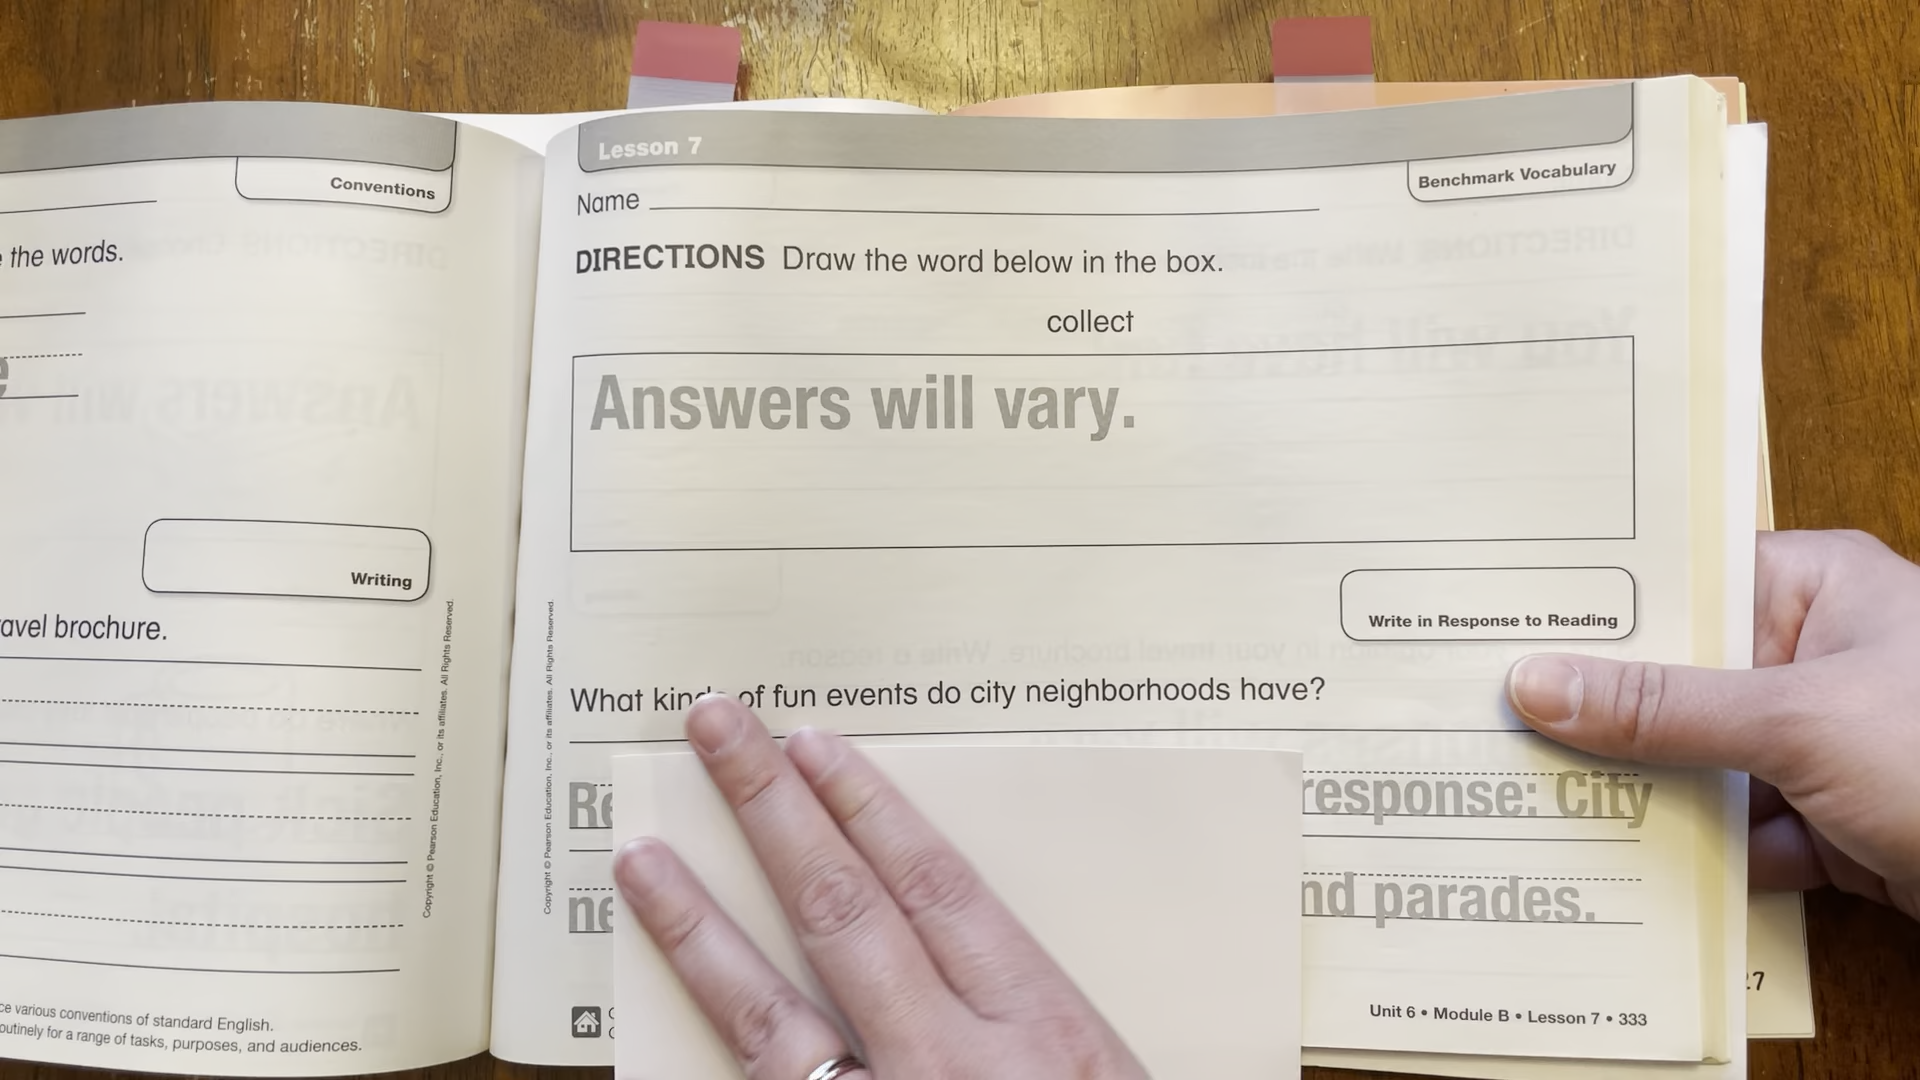 Conventions
the words.
Writing
avel brochure.
Copyright © Pearson Education, Inc., or its affiliates. All Rights Reserved.
ce various conventions of standard English.
outinely for a range of tasks, purposes, and audiences.
Lesson 7
Benchmark Vocabulary
Name
DIRECTIONS Draw the word below in the box.
collect
Answers will vary.
Write in Response to Reading
What kinds of fun events do city neighborhoods have?
Re response: City
ne nd parades.
Copyright © Pearson Education, Inc., or its affiliates. All Rights Reserved.
Unit 6 • Module B • Lesson 7 • 333